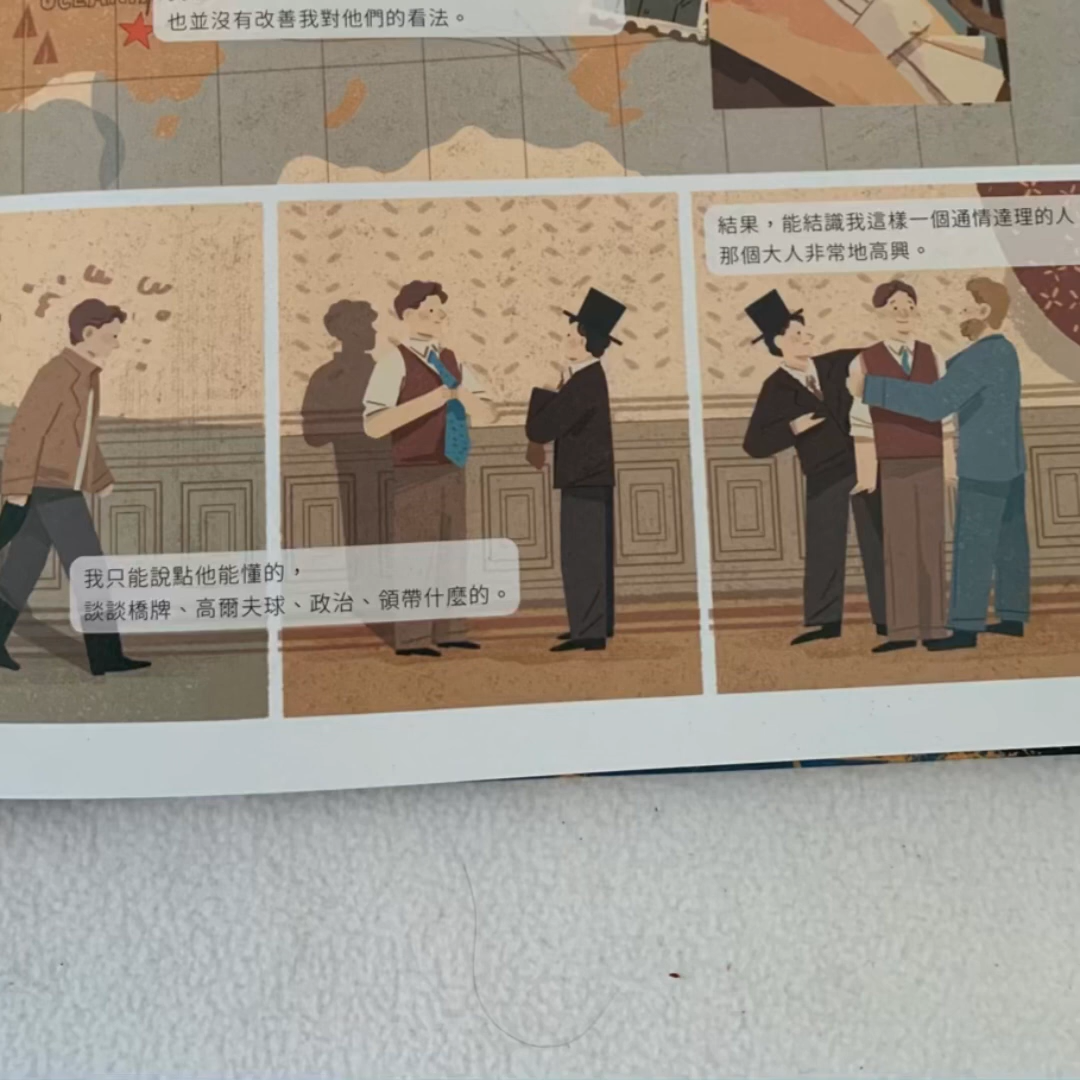 也並沒有改善我對他們的看法。
結果，能結識我這樣一個通情達理的人
那個大人非常地高興。
我只能說點他能懂的，
談談橋牌、高爾夫球、政治、領帶什麼的。